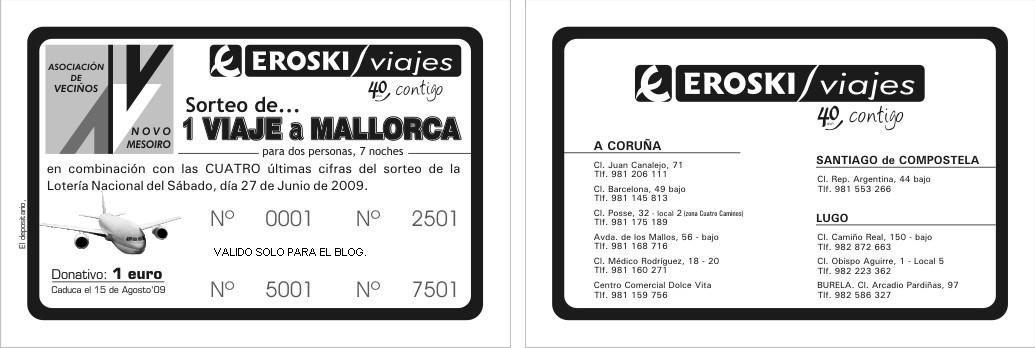 ASOCIACIÓN
DE
VECIÑOS
NOVO
MESOIRO
EROSKI/viajes
40 contigo
Sorteo de...
1 VIAJE a MALLORCA
para dos personas, 7 noches
en combinación con las CUATRO últimas cifras del sorteo de la
Lotería Nacional del Sábado, día 27 de Junio de 2009.
El depositario,
Nº 0001 Nº 2501
VALIDO SOLO PARA EL BLOG.
Donativo: 1 euro
Caduca el 15 de Agosto'09
Nº 5001 Nº 7501
EROSKI/viajes
40 contigo
A CORUÑA
Cl. Juan Canalejo, 71
Tlf. 981 206 111
Cl. Barcelona, 49 bajo
Tlf. 981 145 813
Cl. Posse, 32 - local 2 (zona Cuatro Caminos)
Tlf. 981 175 189
Avda. de los Mallos, 56 - bajo
Tlf. 981 168 716
Cl. Médico Rodríguez, 18 - 20
Tlf. 981 160 271
Centro Comercial Dolce Vita
Tlf. 981 159 756
SANTIAGO de COMPOSTELA
Cl. Rep. Argentina, 44 bajo
Tlf. 981 553 266
LUGO
Cl. Camiño Real, 150 - bajo
Tlf. 982 872 663
Cl. Obispo Aguirre, 1 - Local 5
Tlf. 982 223 362
BURELA. Cl. Arcadio Pardiñas, 97
Tlf. 982 586 327